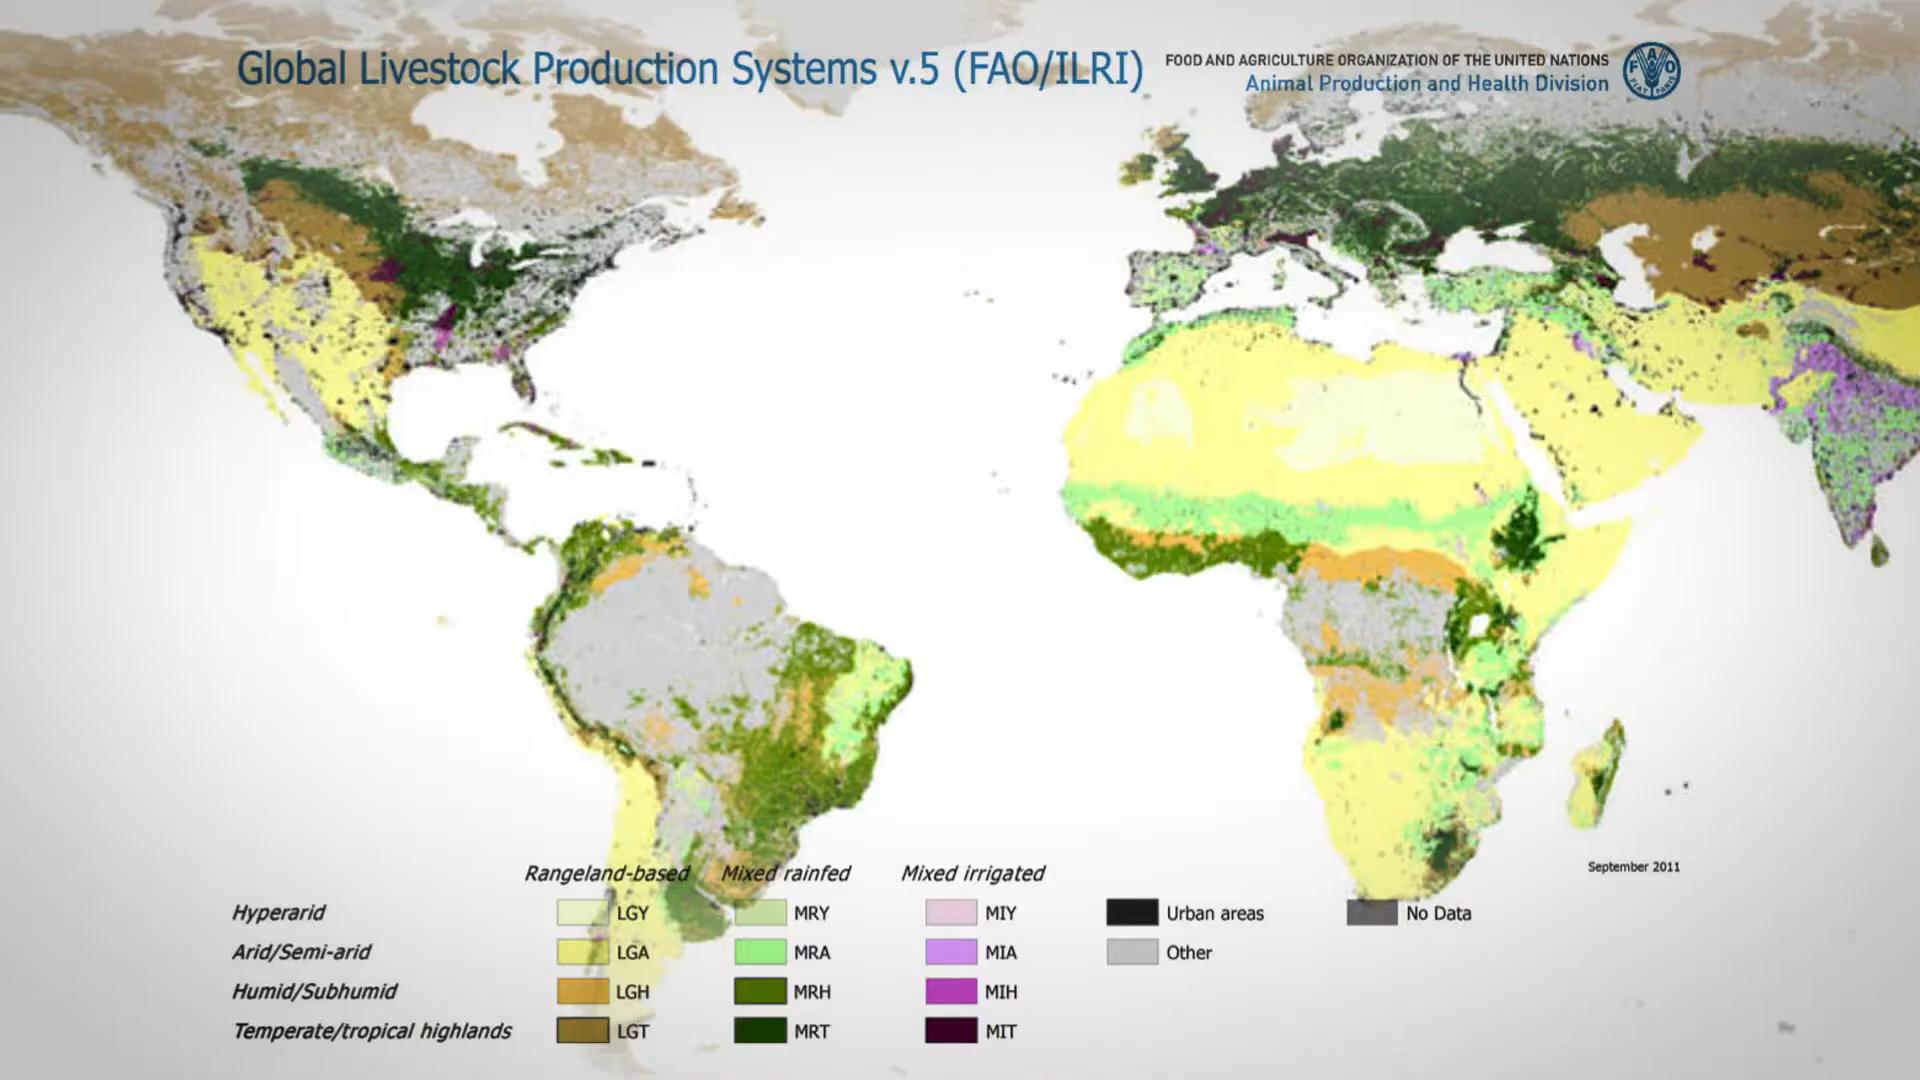 Global Livestock Production Systems v.5 (FAO/ILRI)
FOOD AND AGRICULTURE ORGANIZATION OF THE UNITED NATIONS
Animal Production and Health Division
F A O
FIAT PANIS
September 2011
Rangeland-based Mixed rainfed Mixed irrigated
Hyperarid LGY MRY MIY Urban areas No Data
Arid/Semi-arid LGA MRA MIA Other
Humid/Subhumid LGH MRH MIH
Temperate/tropical highlands LGT MRT MIT